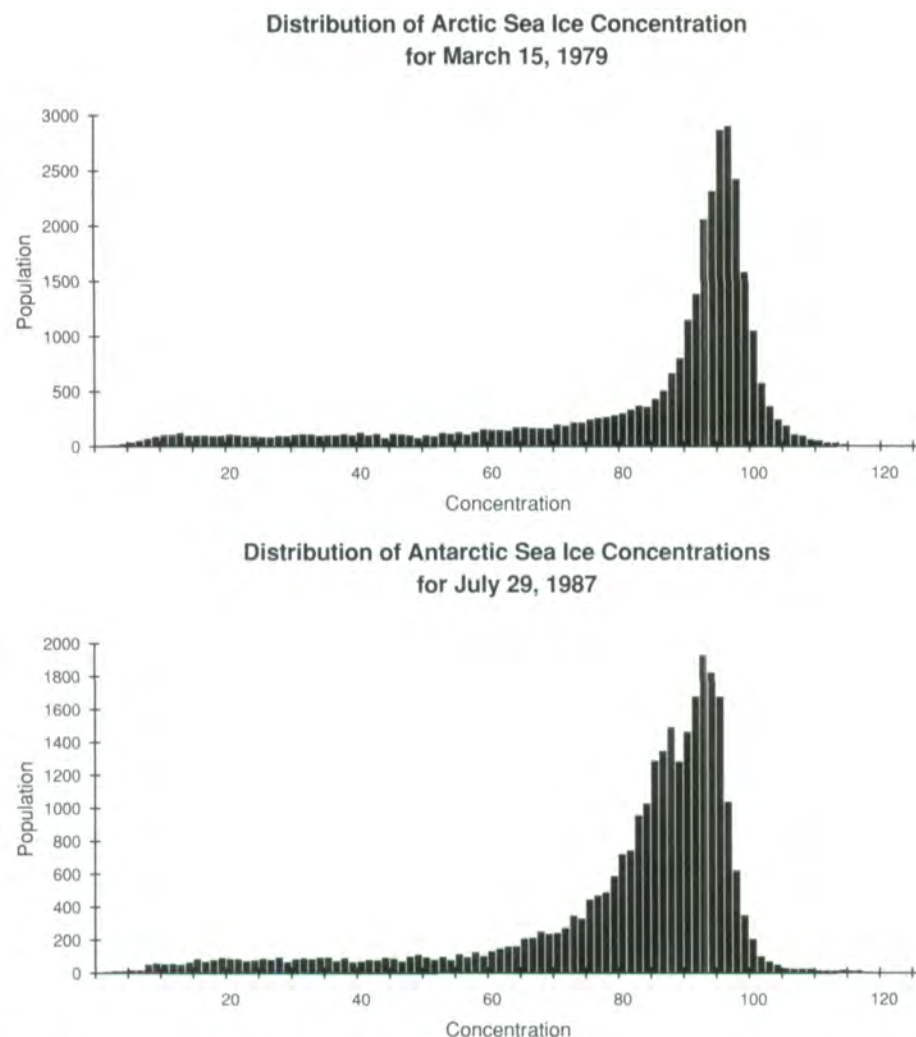 Distribution of Arctic Sea Ice Concentration
for March 15, 1979
3000
2500
2000
1500
1000
500
0
Population
20 40 60 80 100 120
Concentration
Distribution of Antarctic Sea Ice Concentrations
for July 29, 1987
2000
1800
1600
1400
1200
1000
800
600
400
200
0
Population
20 40 60 80 100 120
Concentration